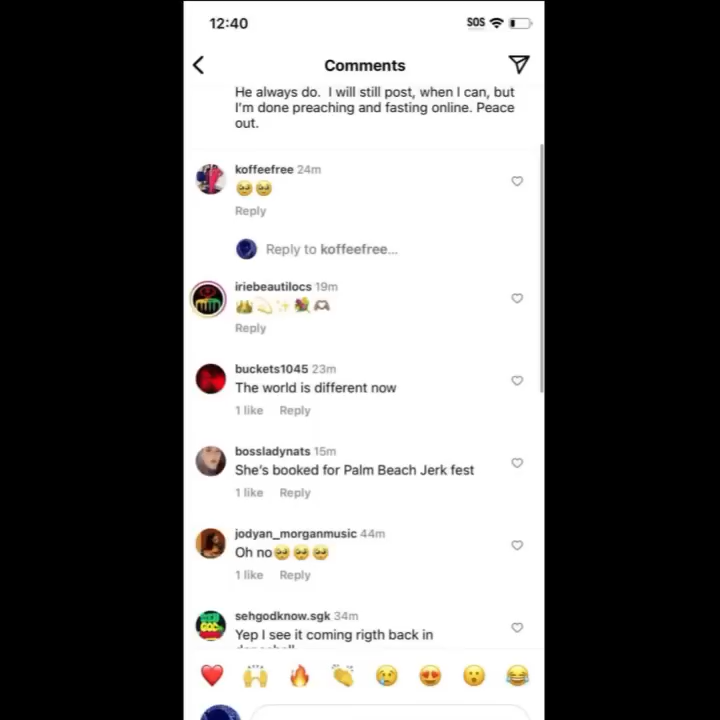 12:40
SOS
Comments
He always do. I will still post, when I can, but
I'm done preaching and fasting online. Peace
out.
koffeefree 24m
🥹🥹
Reply
Reply to koffeefree...
iriebeautilocs 19m
Reply
buckets1045 23m
The world is different now
1 like Reply
bossladynats 15m
She's booked for Palm Beach Jerk fest
1 like Reply
jodyan_morganmusic 44m
Oh no🥹🥹🥹
1 like Reply
sehgodknow.sgk 34m
Yep I see it coming rigth back in